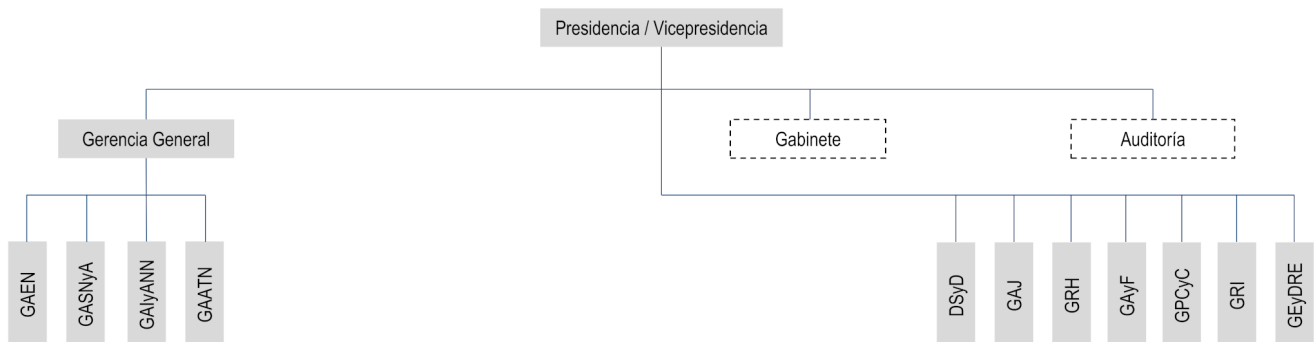 Presidencia / Vicepresidencia
Gerencia General
Gabinete
Auditoría
GAEN
GASNyA
GAIyANN
GAATN
DSyD
GAJ
GRH
GAyF
GPCyC
GRI
GEyDRE